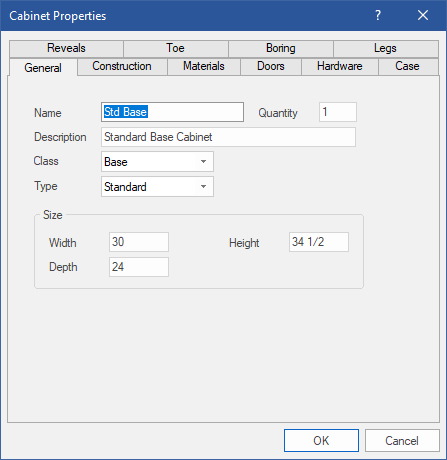 Cabinet Properties ?
Reveals Toe Boring Legs
General Construction Materials Doors Hardware Case
Name Std Base Quantity 1
Description Standard Base Cabinet
Class Base
Type Standard
Size
Width 30 Height 34 1/2
Depth 24
OK Cancel